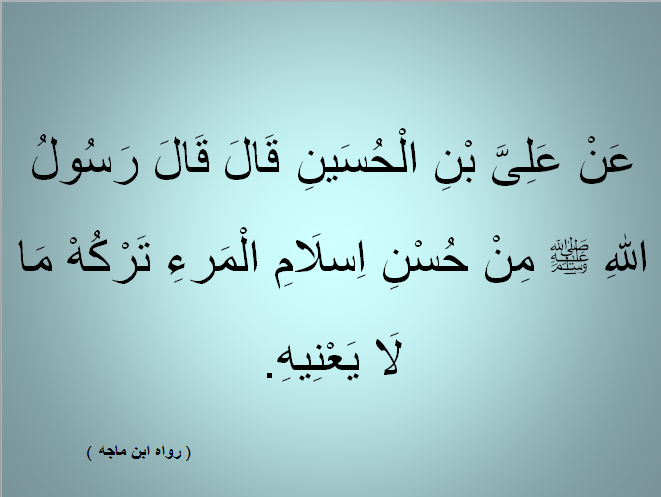 عَنْ عَلِىَّ بْنِ الْحُسَينِ قَالَ قَالَ رَسُولُ
اللهِ ﷺ مِنْ حُسْنِ اِسلَامِ الْمَرءِ تَرْكُهْ مَا
لَا يَعْنِيهِ.
( رواه ابن ماجه )